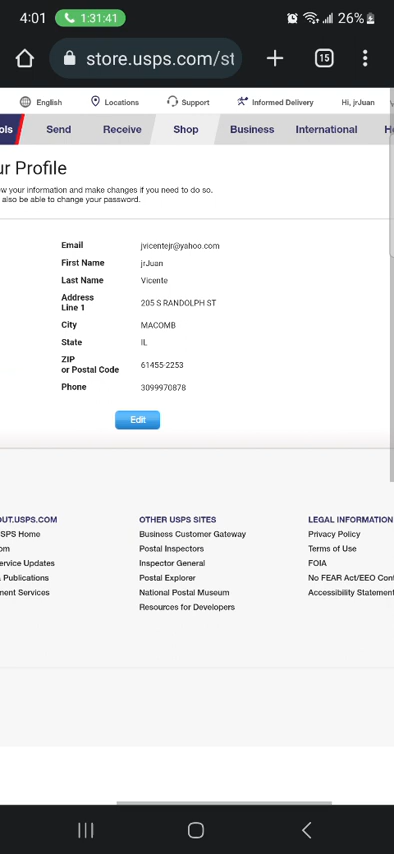 4:01 1:31:41 26%
store.usps.com/st 15
English Locations Support Informed Delivery Hi, jrJuan
ols Send Receive Shop Business International He
ur Profile
ew your information and make changes if you need to do so.
also be able to change your password.
Email jvicentejr@yahoo.com
First Name jrJuan
Last Name Vicente
Address
Line 1 205 S RANDOLPH ST
City MACOMB
State IL
ZIP
or Postal Code 61455-2253
Phone 3099970878
Edit
OUT.USPS.COM OTHER USPS SITES LEGAL INFORMATION
SPS Home Business Customer Gateway Privacy Policy
om Postal Inspectors Terms of Use
ervice Updates Inspector General FOIA
& Publications Postal Explorer No FEAR Act/EEO Cont
ment Services National Postal Museum Accessibility Statement
Resources for Developers